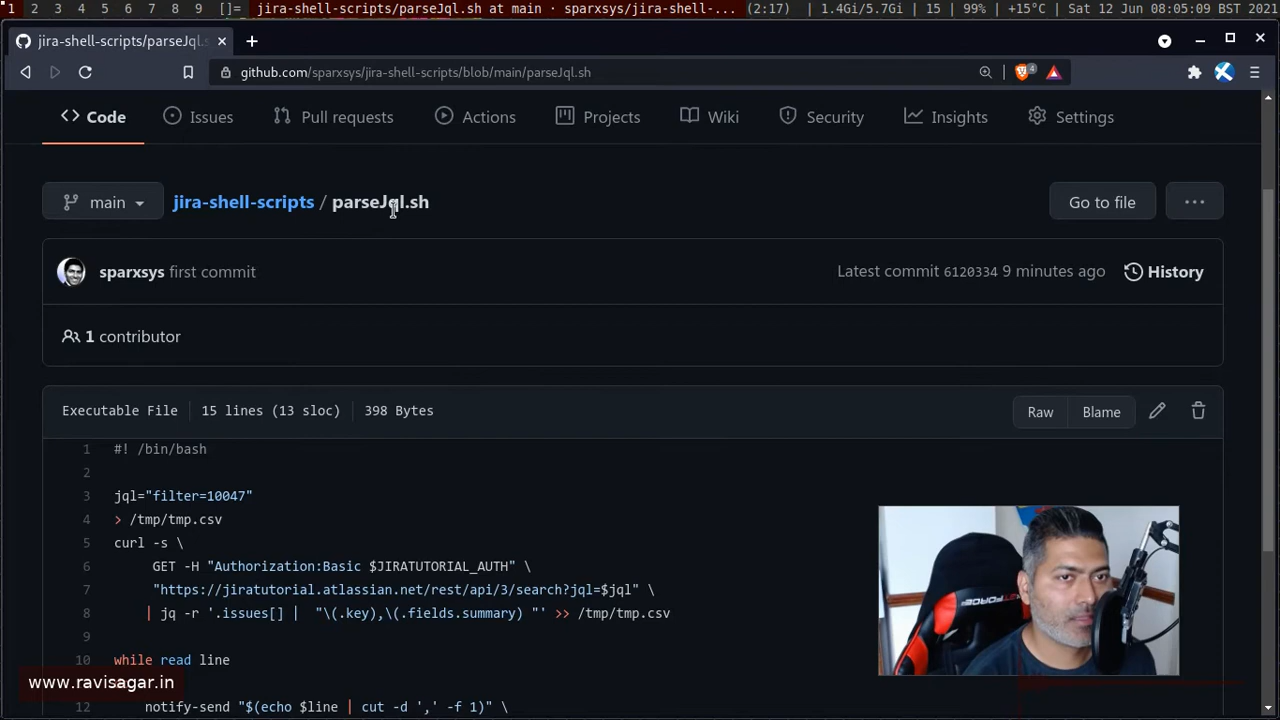 1 2 3 4 5 6 7 8 9 []= jira-shell-scripts/parseJql.sh at main · sparxsys/jira-shell-... (2:17) | 1.4Gi/5.7Gi | 15 | 99% | +15°C | Sat 12 Jun 08:05:09 BST 2021
jira-shell-scripts/parseJql.s
github.com/sparxsys/jira-shell-scripts/blob/main/parseJql.sh 4
Code Issues Pull requests Actions Projects Wiki Security Insights Settings
main jira-shell-scripts / parseJql.sh Go to file ...
sparxsys first commit Latest commit 6120334 9 minutes ago History
1 contributor
Executable File 15 lines (13 sloc) 398 Bytes Raw Blame
1 #! /bin/bash
2
3 jql="filter=10047"
4 > /tmp/tmp.csv
5 curl -s \
6 GET -H "Authorization:Basic $JIRATUTORIAL_AUTH" \
7 "https://jiratutorial.atlassian.net/rest/api/3/search?jql=$jql" \
8 | jq -r '.issues[] | "\(.key),\(.fields.summary) "' >> /tmp/tmp.csv
9
10 while read line
www.ravisagar.in
12 notify-send "$(echo $line | cut -d ',' -f 1)" \